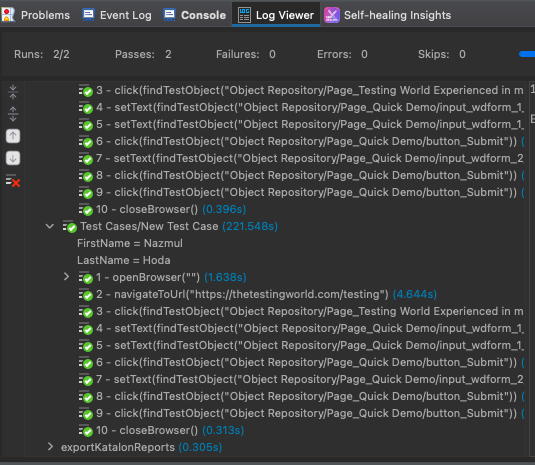 Problems Event Log Console Log Viewer Self-healing Insights
Runs: 2/2 Passes: 2 Failures: 0 Errors: 0 Skips: 0
3 - click(findTestObject("Object Repository/Page_Testing World Experienced in m
4 - setText(findTestObject("Object Repository/Page_Quick Demo/input_wdform_1_
5 - setText(findTestObject("Object Repository/Page_Quick Demo/input_wdform_1_
6 - click(findTestObject("Object Repository/Page_Quick Demo/button_Submit")) (
7 - setText(findTestObject("Object Repository/Page_Quick Demo/input_wdform_2
8 - click(findTestObject("Object Repository/Page_Quick Demo/button_Submit")) (
9 - click(findTestObject("Object Repository/Page_Quick Demo/button_Submit")) (
10 - closeBrowser() (0.396s)
Test Cases/New Test Case (221.548s)
FirstName = Nazmul
LastName = Hoda
1 - openBrowser("") (1.638s)
2 - navigateToUrl("https://thetestingworld.com/testing") (4.644s)
3 - click(findTestObject("Object Repository/Page_Testing World Experienced in m
4 - setText(findTestObject("Object Repository/Page_Quick Demo/input_wdform_1_
5 - setText(findTestObject("Object Repository/Page_Quick Demo/input_wdform_1_
6 - click(findTestObject("Object Repository/Page_Quick Demo/button_Submit")) (
7 - setText(findTestObject("Object Repository/Page_Quick Demo/input_wdform_2
8 - click(findTestObject("Object Repository/Page_Quick Demo/button_Submit")) (
9 - click(findTestObject("Object Repository/Page_Quick Demo/button_Submit")) (
10 - closeBrowser() (0.313s)
exportKatalonReports (0.305s)